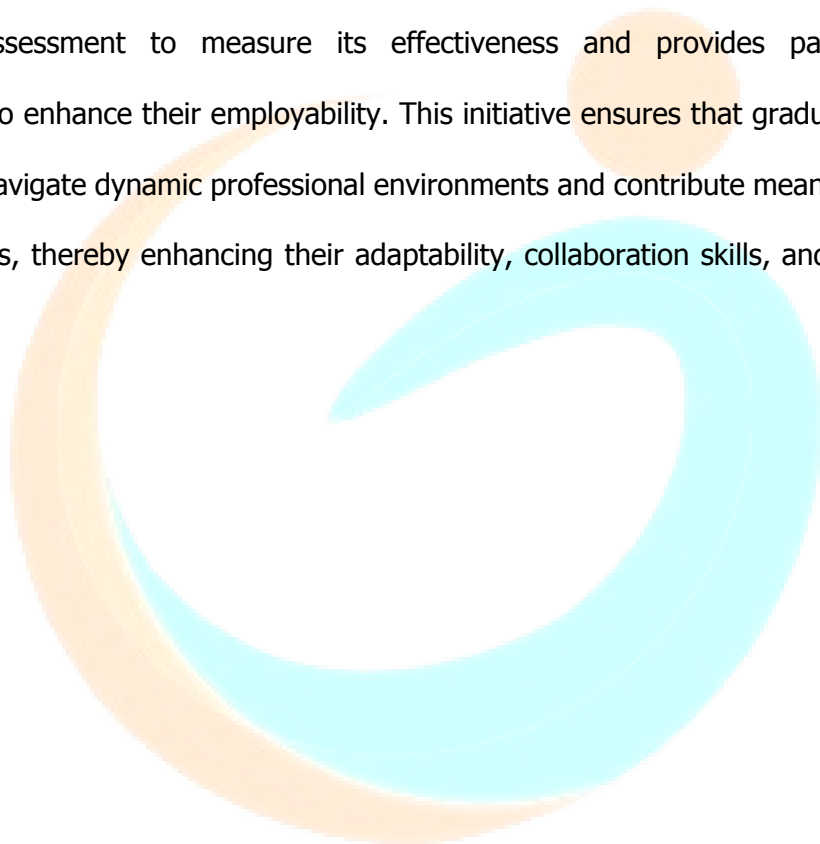 ssessment to measure its effectiveness and provides pa
o enhance their employability. This initiative ensures that gradu
avigate dynamic professional environments and contribute mean
s, thereby enhancing their adaptability, collaboration skills, and